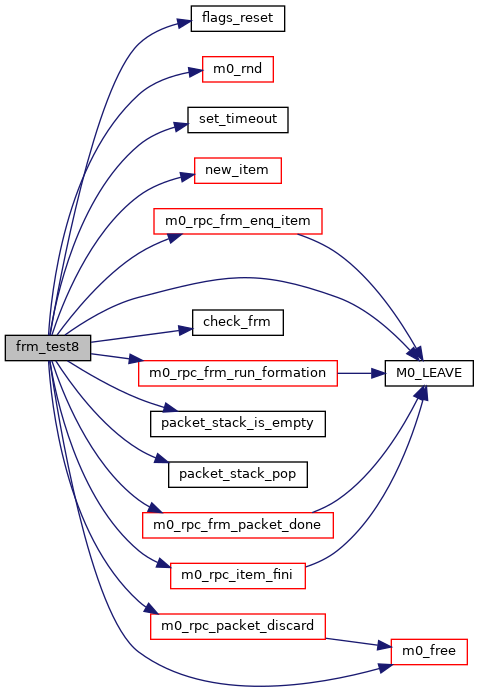 flags_reset
m0_rnd
set_timeout
new_item
m0_rpc_frm_enq_item
check_frm
frm_test8
m0_rpc_frm_run_formation
M0_LEAVE
packet_stack_is_empty
packet_stack_pop
m0_rpc_frm_packet_done
m0_rpc_item_fini
m0_rpc_packet_discard
m0_free